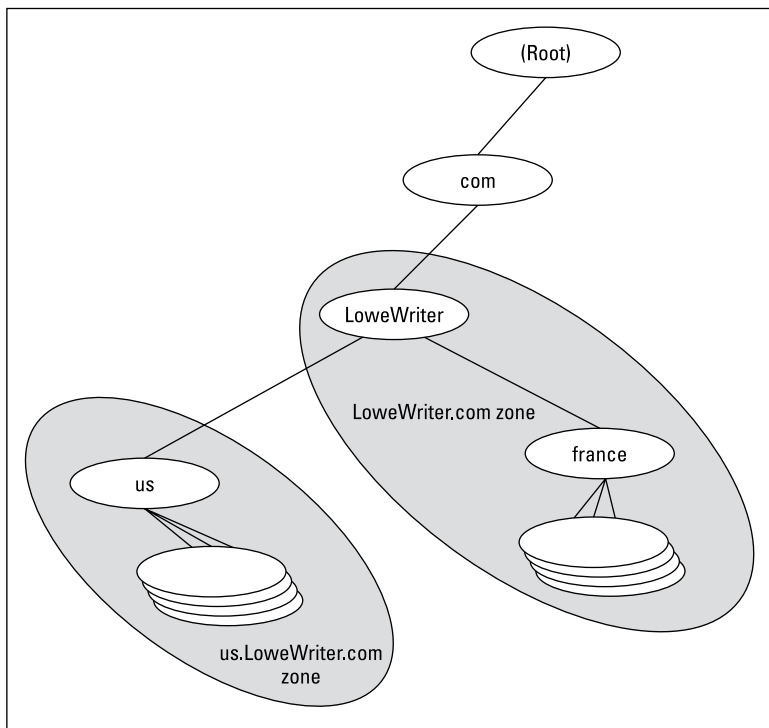 (Root)
com
LoweWriter
LoweWriter.com zone
france
us
us.LoweWriter.com
zone